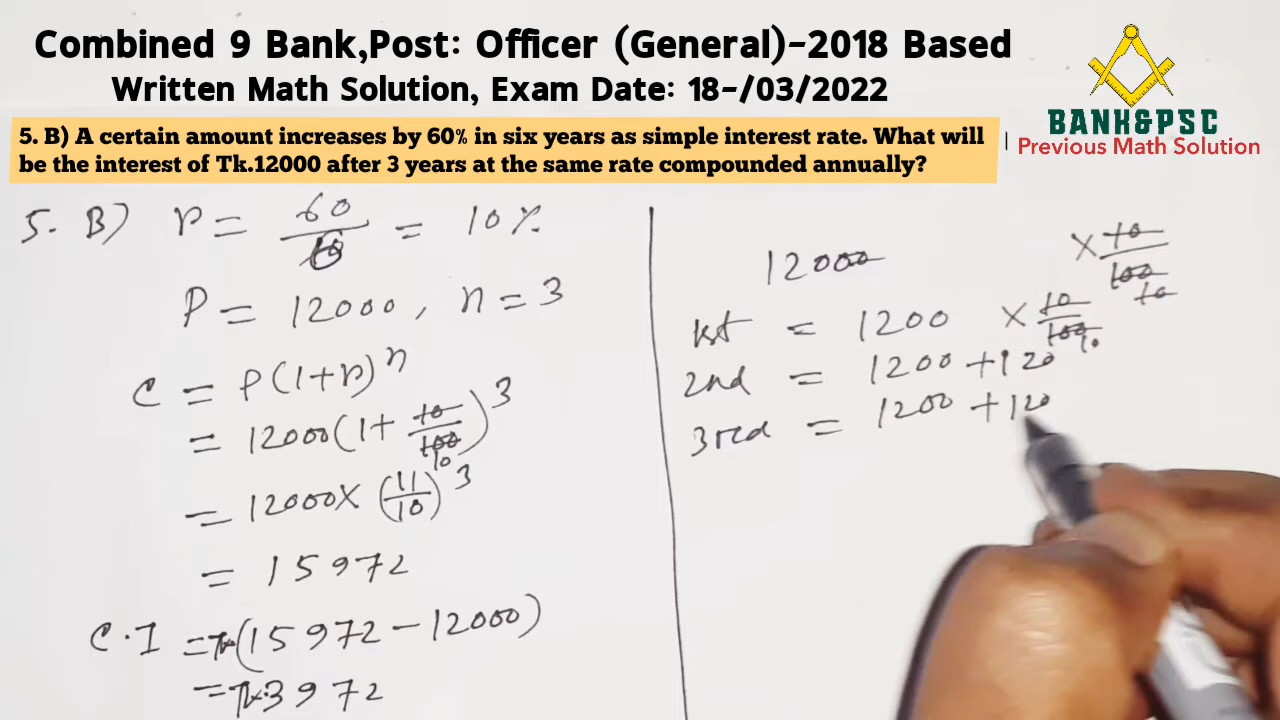 Combined 9 Bank,Post: Officer (General)-2018 Based
Written Math Solution, Exam Date: 18-/03/2022
BANK&PSC
Previous Math Solution
5. B) A certain amount increases by 60% in six years as simple interest rate. What will
be the interest of Tk.12000 after 3 years at the same rate compounded annually?
5. B) r = 60/6 = 10%
P = 12000, n = 3
C = P(1+r)^n
= 12000(1+ 10/100 10)^3
= 12000 × (11/10)^3
= 15972
C.I = Tk(15972 - 12000)
= Tk.3972
12000 × 10/100 10
1st = 1200 × 10/100 10
2nd = 1200 + 120
3rd = 1200 + 120